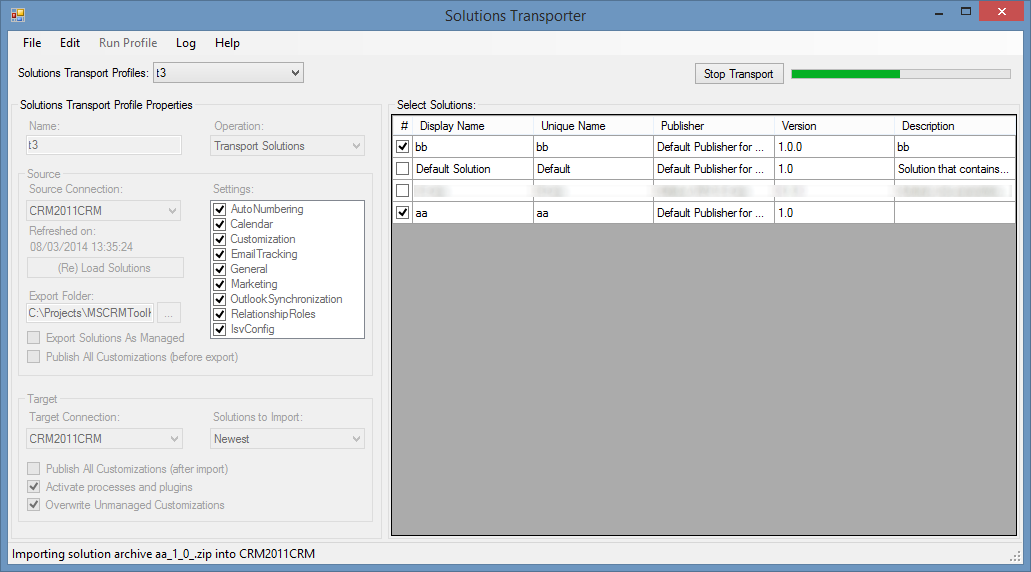 Solutions Transporter
File Edit Run Profile Log Help
Solutions Transport Profiles: t3
Stop Transport
Solutions Transport Profile Properties
Name:
t3
Operation:
Transport Solutions
Source
Source Connection:
CRM2011CRM
Refreshed on:
08/03/2014 13:35:24
(Re) Load Solutions
Export Folder:
C:\Projects\MSCRMToolk ...
Export Solutions As Managed
Publish All Customizations (before export)
Settings:
AutoNumbering
Calendar
Customization
EmailTracking
General
Marketing
OutlookSynchronization
RelationshipRoles
IsvConfig
Target
Target Connection:
CRM2011CRM
Solutions to Import:
Newest
Publish All Customizations (after import)
Activate processes and plugins
Overwrite Unmanaged Customizations
Select Solutions:
# Display Name Unique Name Publisher Version Description
bb bb Default Publisher for ... 1.0.0 bb
Default Solution Default Default Publisher for ... 1.0 Solution that contains...
aa aa Default Publisher for ... 1.0
Importing solution archive aa_1_0_.zip into CRM2011CRM